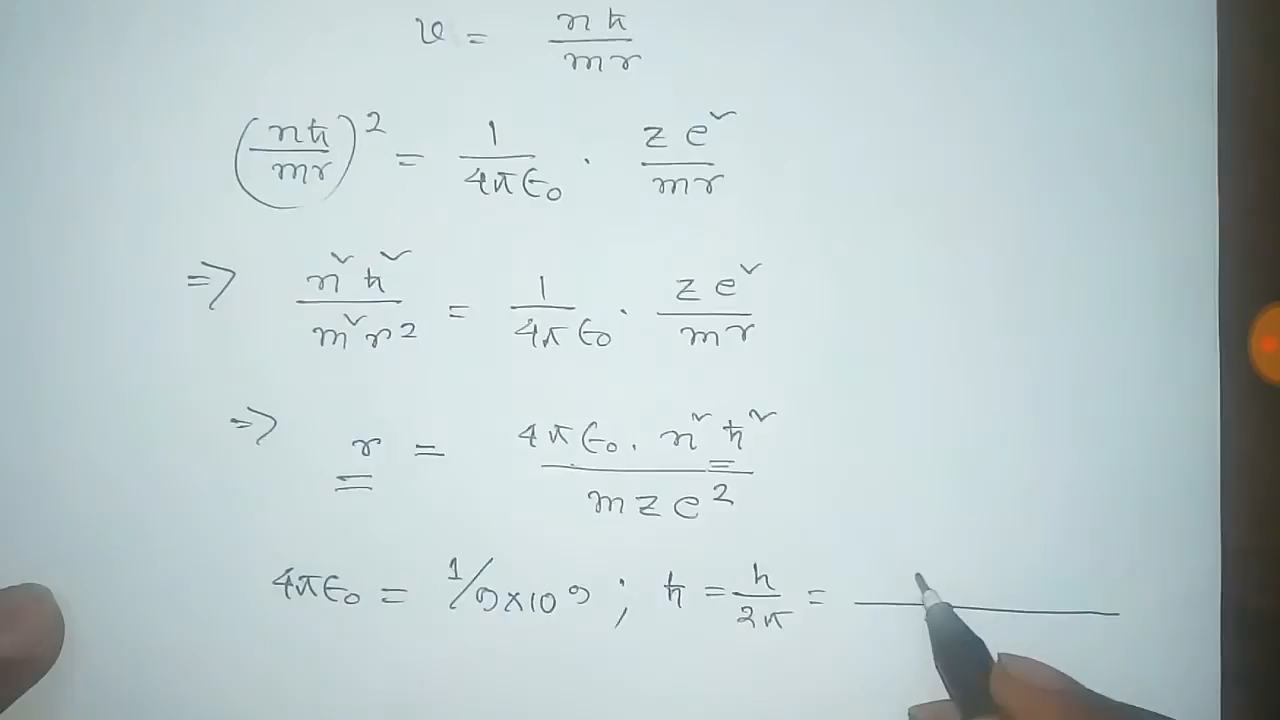 v = nħ/mr
(nħ/mr)² = 1/4πϵ₀ · ze²/mr
=> n²ħ²/m²r² = 1/4πϵ₀ · ze²/mr
=> r = 4πϵ₀ . n²ħ²/mze²
4πϵ₀ = 1/9×10⁹ ; ħ = h/2π =